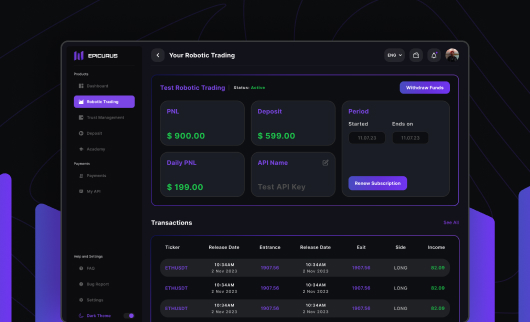 EPICURUS
Your Robotic Trading
ENG
Products
Dashboard
Robotic Trading
Trust Management
Deposit
Academy
Payments
Payments
My API
Help and Settings
FAQ
Bug Report
Settings
Dark Theme
Test Robotic Trading
Status: Active
Withdraw Funds
PNL
$ 900.00
Deposit
$ 599.00
Period
Started
Ends on
11.07.23
11.07.23
Daily PNL
$ 199.00
API Name
Test API Key
Renew Subscription
Transactions
See All
Ticker Release Date Entrance Release Date Exit Side Income
ETHUSDT 10:34AM 2 Nov 2023 1907.56 10:34AM 2 Nov 2023 1907.56 LONG 82.09
ETHUSDT 10:34AM 2 Nov 2023 1907.56 10:34AM 2 Nov 2023 1907.56 LONG 82.09
ETHUSDT 10:34AM 2 Nov 2023 1907.56 10:34AM 2 Nov 2023 1907.56 LONG 82.09